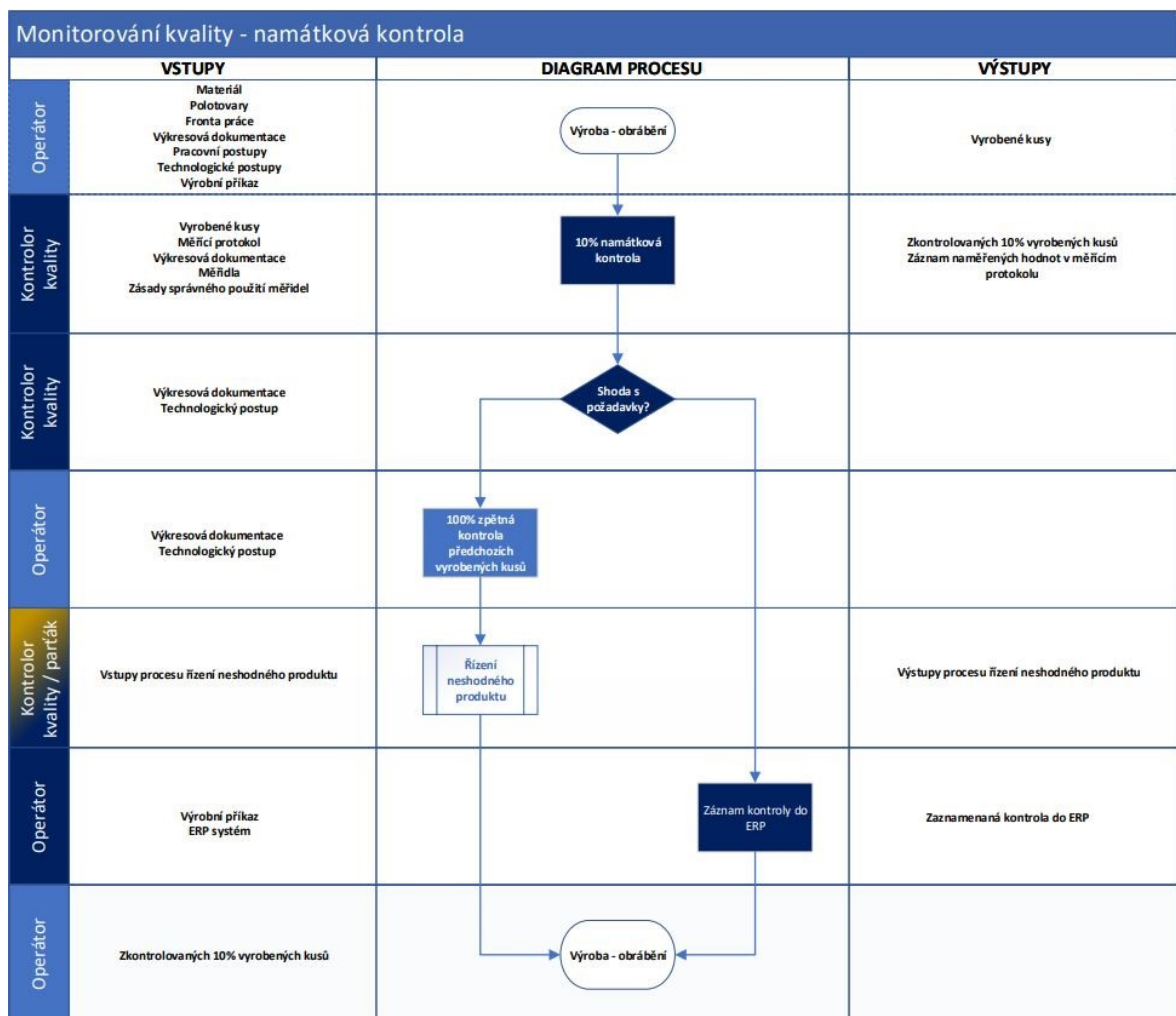 Monitorování kvality - namátková kontrola
VSTUPY
DIAGRAM PROCESU
VÝSTUPY
Operátor
Materiál
Polotovary
Fronta práce
Výkresová dokumentace
Pracovní postupy
Technologické postupy
Výrobní příkaz
Výroba - obrábění
Vyrobené kusy
Kontrolor
kvality
Vyrobené kusy
Měřící protokol
Výkresová dokumentace
Měřidla
Zásady správného použití měřidel
10% namátková
kontrola
Zkontrolovaných 10% vyrobených kusů
Záznam naměřených hodnot v měřícím
protokolu
Kontrolor
kvality
Výkresová dokumentace
Technologický postup
Shoda s
požadavky?
Operátor
Výkresová dokumentace
Technologický postup
100% zpětná
kontrola
předchozích
vyrobených kusů
Kontrolor
kvality / parťák
Vstupy procesu řízení neshodného produktu
Řízení
neshodného
produktu
Výstupy procesu řízení neshodného produktu
Operátor
Výrobní příkaz
ERP systém
Záznam kontroly do
ERP
Zaznamenaná kontrola do ERP
Operátor
Zkontrolovaných 10% vyrobených kusů
Výroba - obrábění